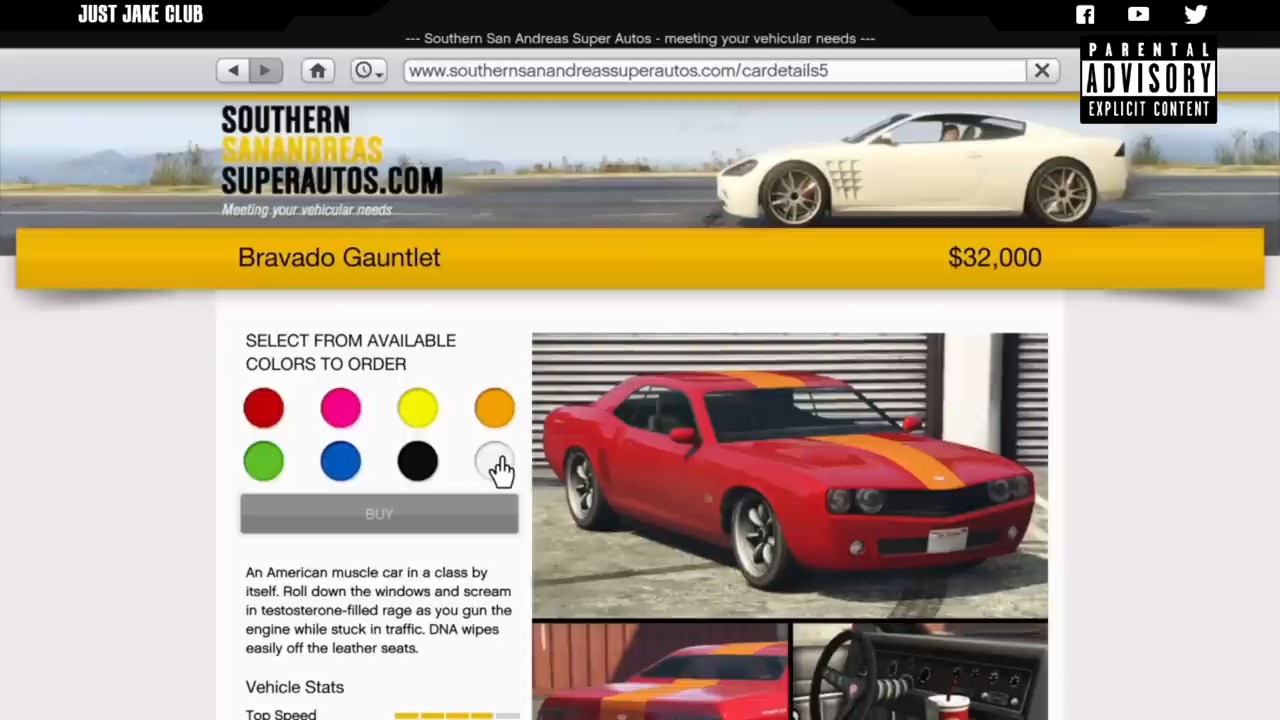 JUST JAKE CLUB
--- Southern San Andreas Super Autos - meeting your vehicular needs ---
www.southernsanandreassuperautos.com/cardetails5
PARENTAL
ADVISORY
EXPLICIT CONTENT
SOUTHERN
SANANDREAS
SUPERAUTOS.COM
Meeting your vehicular needs
Bravado Gauntlet
$32,000
SELECT FROM AVAILABLE
COLORS TO ORDER
BUY
An American muscle car in a class by
itself. Roll down the windows and scream
in testosterone-filled rage as you gun the
engine while stuck in traffic. DNA wipes
easily off the leather seats.
Vehicle Stats
Top Speed